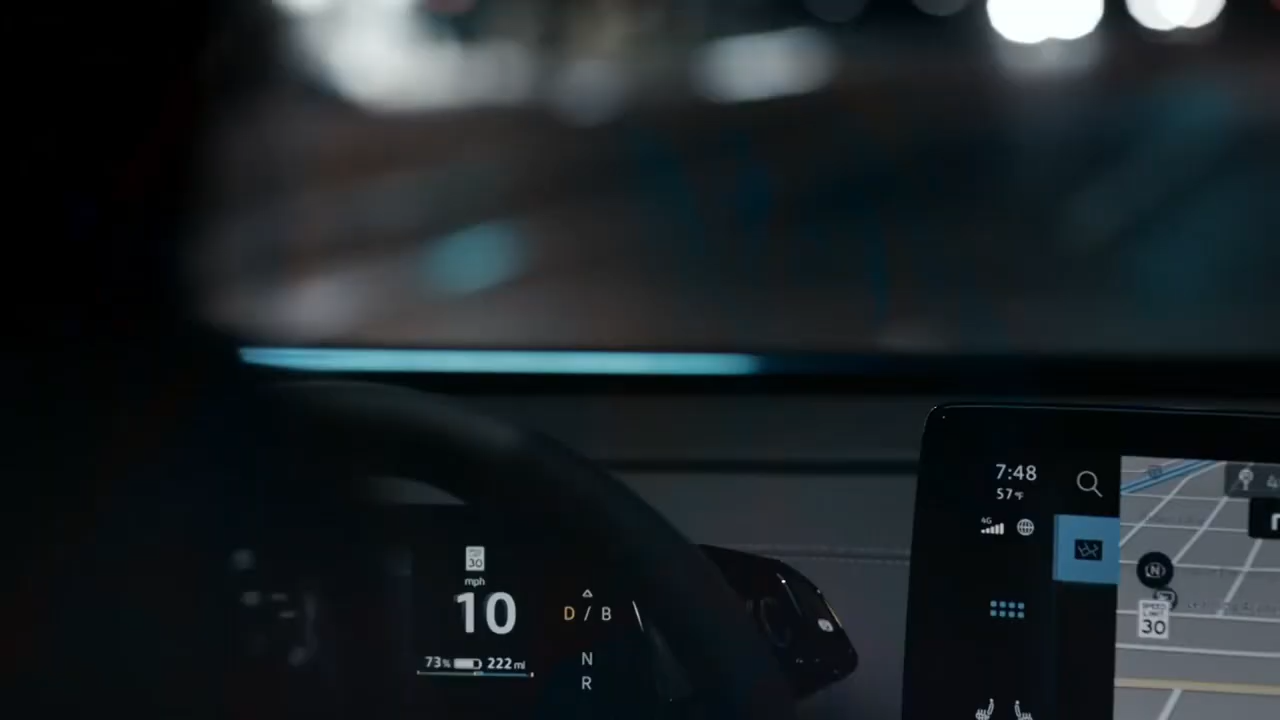 7:48
57°F
4G
N
SPEED LIMIT 30
30
mph
10
D / B
73% 222 mi
N
R